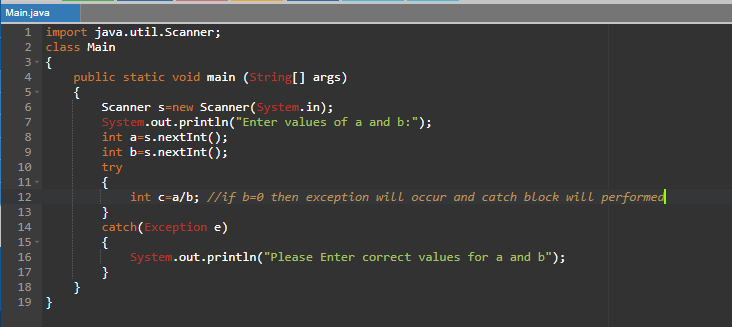 Main.java
1 import java.util.Scanner;
2 class Main
3 {
4 public static void main (String[] args)
5 {
6 Scanner s=new Scanner(System.in);
7 System.out.println("Enter values of a and b:");
8 int a=s.nextInt();
9 int b=s.nextInt();
10 try
11 {
12 int c=a/b; //if b=0 then exception will occur and catch block will performed
13 }
14 catch(Exception e)
15 {
16 System.out.println("Please Enter correct values for a and b");
17 }
18 }
19 }